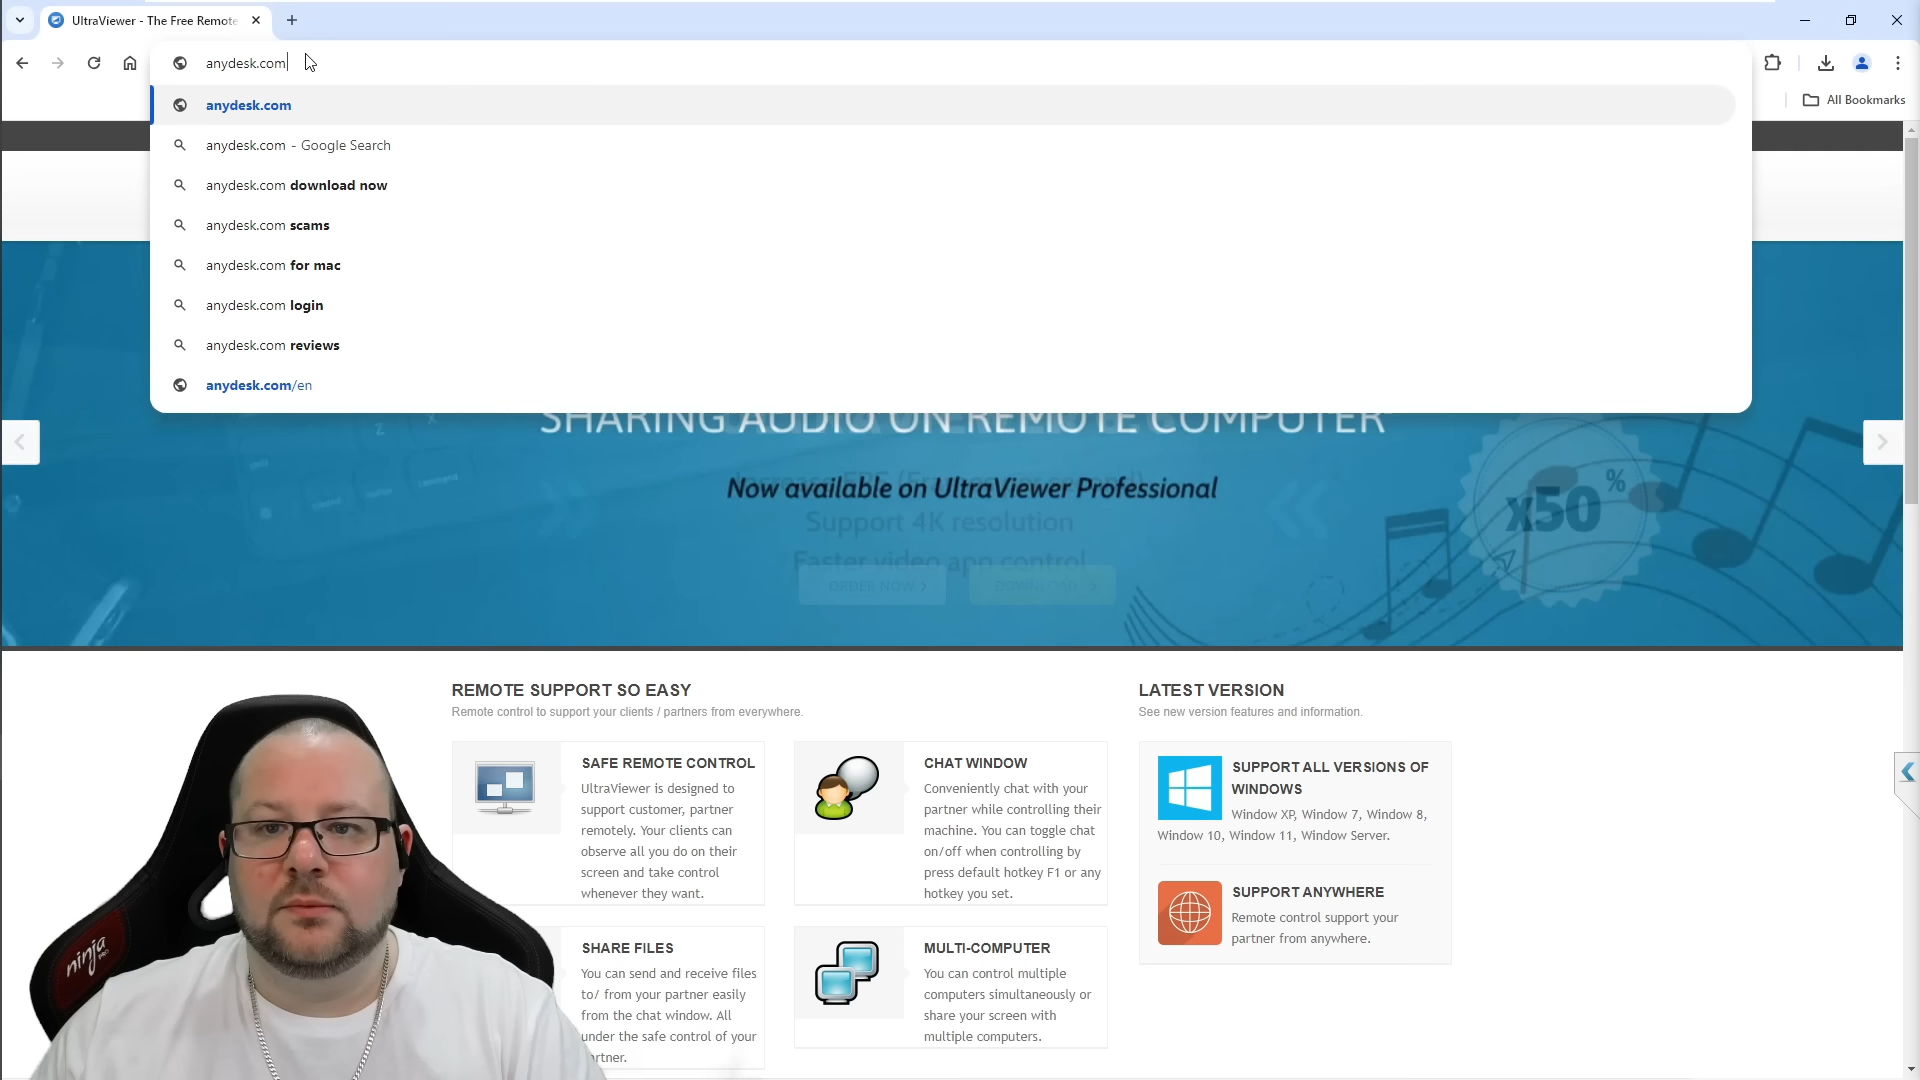 UltraViewer - The Free Remote
anydesk.com
All Bookmarks
anydesk.com
anydesk.com - Google Search
anydesk.com download now
anydesk.com scams
anydesk.com for mac
anydesk.com login
anydesk.com reviews
anydesk.com/en
SHARING AUDIO ON REMOTE COMPUTER
Now available on UltraViewer Professional
Support 4K resolution
Faster video app control
x50%
ORDER NOW
DOWNLOAD
REMOTE SUPPORT SO EASY
Remote control to support your clients / partners from everywhere.
SAFE REMOTE CONTROL
UltraViewer is designed to
support customer, partner
remotely. Your clients can
observe all you do on their
screen and take control
whenever they want.
CHAT WINDOW
Conveniently chat with your
partner while controlling their
machine. You can toggle chat
on/off when controlling by
press default hotkey F1 or any
hotkey you set.
SHARE FILES
You can send and receive files
to/ from your partner easily
from the chat window. All
under the safe control of your
rtner.
MULTI-COMPUTER
You can control multiple
computers simultaneously or
share your screen with
multiple computers.
LATEST VERSION
See new version features and information.
SUPPORT ALL VERSIONS OF
WINDOWS
Window XP, Window 7, Window 8,
Window 10, Window 11, Window Server.
SUPPORT ANYWHERE
Remote control support your
partner from anywhere.
ninja
PRO